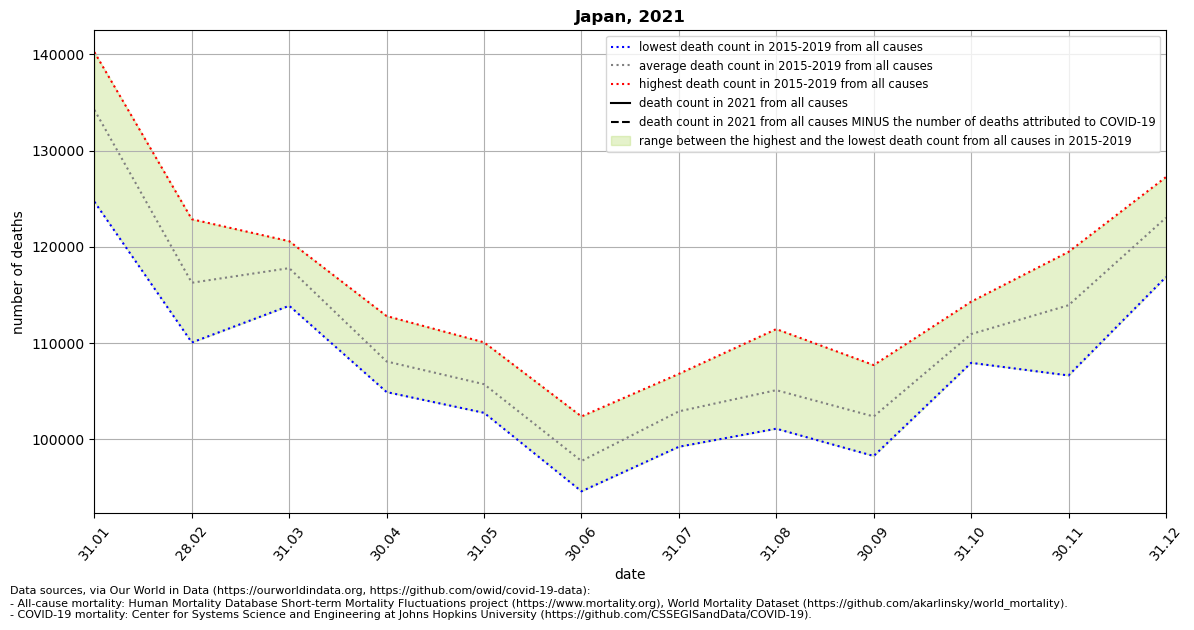 Japan, 2021
lowest death count in 2015-2019 from all causes
average death count in 2015-2019 from all causes
highest death count in 2015-2019 from all causes
death count in 2021 from all causes
death count in 2021 from all causes MINUS the number of deaths attributed to COVID-19
range between the highest and the lowest death count from all causes in 2015-2019
number of deaths
140000
130000
120000
110000
100000
31.01
28.02
31.03
30.04
31.05
30.06
31.07
31.08
30.09
31.10
30.11
31.12
date
Data sources, via Our World in Data (https://ourworldindata.org, https://github.com/owid/covid-19-data):
- All-cause mortality: Human Mortality Database Short-term Mortality Fluctuations project (https://www.mortality.org), World Mortality Dataset (https://github.com/akarlinsky/world_mortality).
- COVID-19 mortality: Center for Systems Science and Engineering at Johns Hopkins University (https://github.com/CSSEGISandData/COVID-19).